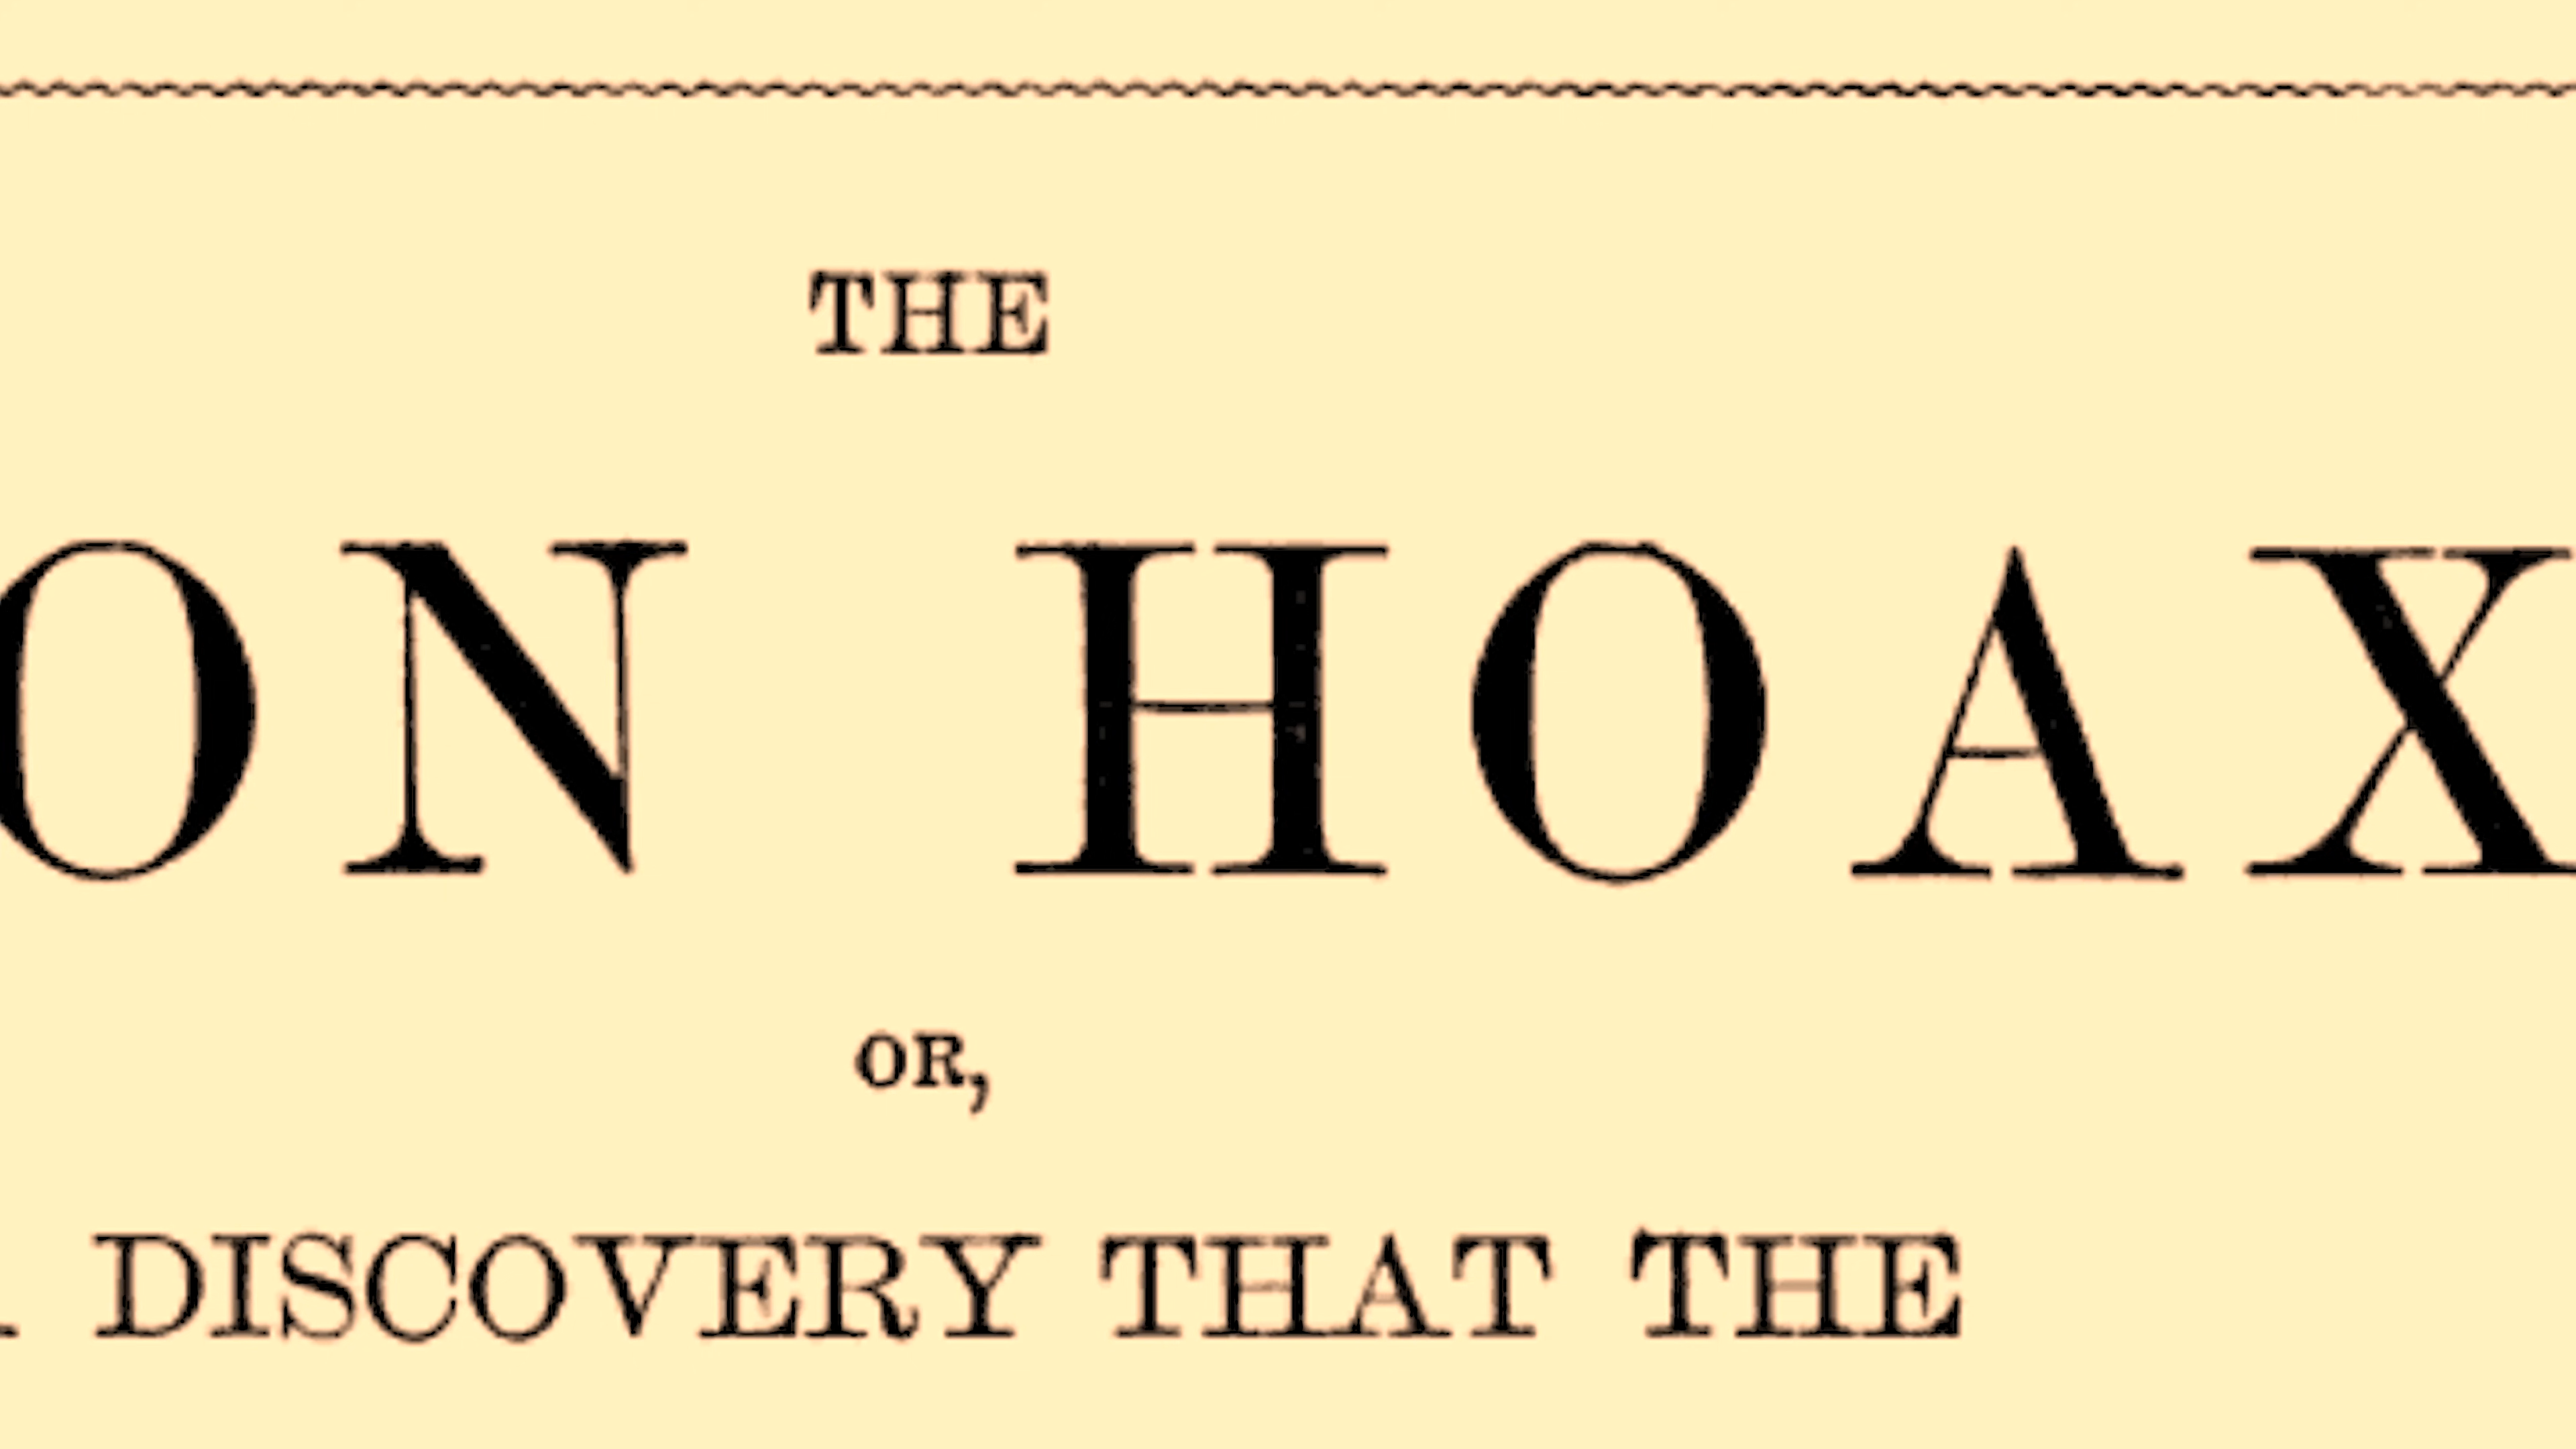 THE
ON HOAX
OR,
DISCOVERY THAT THE